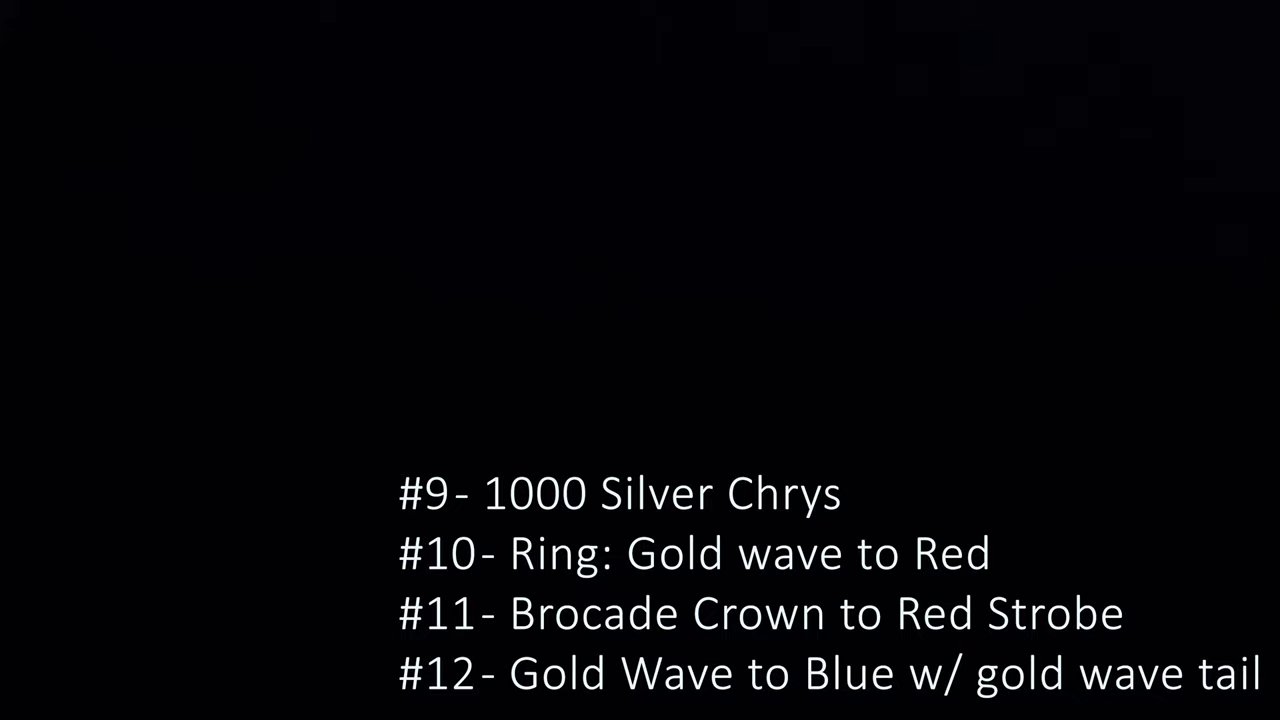 #9- 1000 Silver Chrys
#10- Ring: Gold wave to Red
#11- Brocade Crown to Red Strobe
#12- Gold Wave to Blue w/ gold wave tail